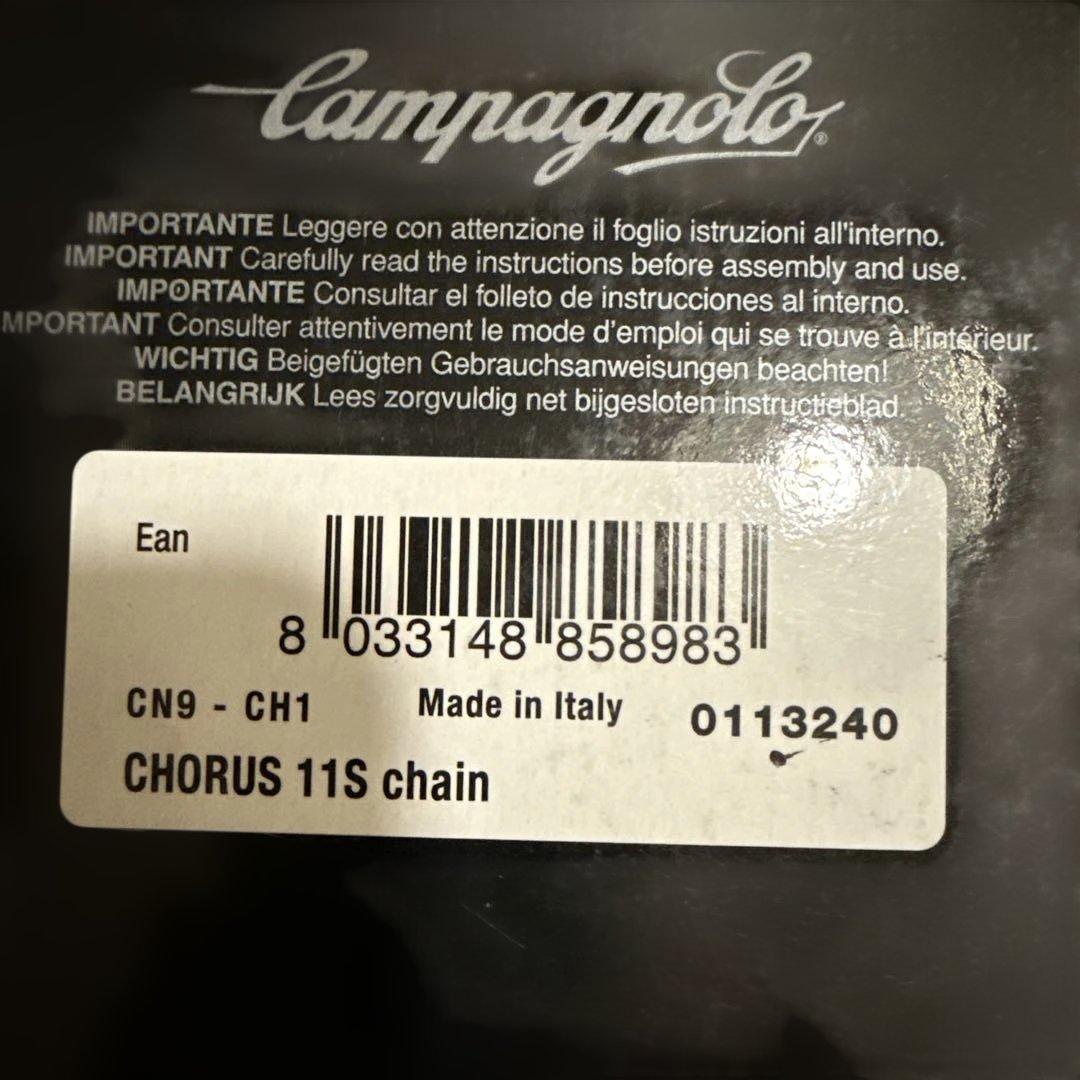 Campagnolo®
IMPORTANTE Leggere con attenzione il foglio istruzioni all'interno.
IMPORTANT Carefully read the instructions before assembly and use.
IMPORTANTE Consultar el folleto de instrucciones al interno.
MPORTANT Consulter attentivement le mode d'emploi qui se trouve à l'intérieur.
WICHTIG Beigefügten Gebrauchsanweisungen beachten!
BELANGRIJK Lees zorgvuldig net bijgesloten instructieblad.
Ean
8 033148 858983
CN9 - CH1 Made in Italy 0113240
CHORUS 11S chain